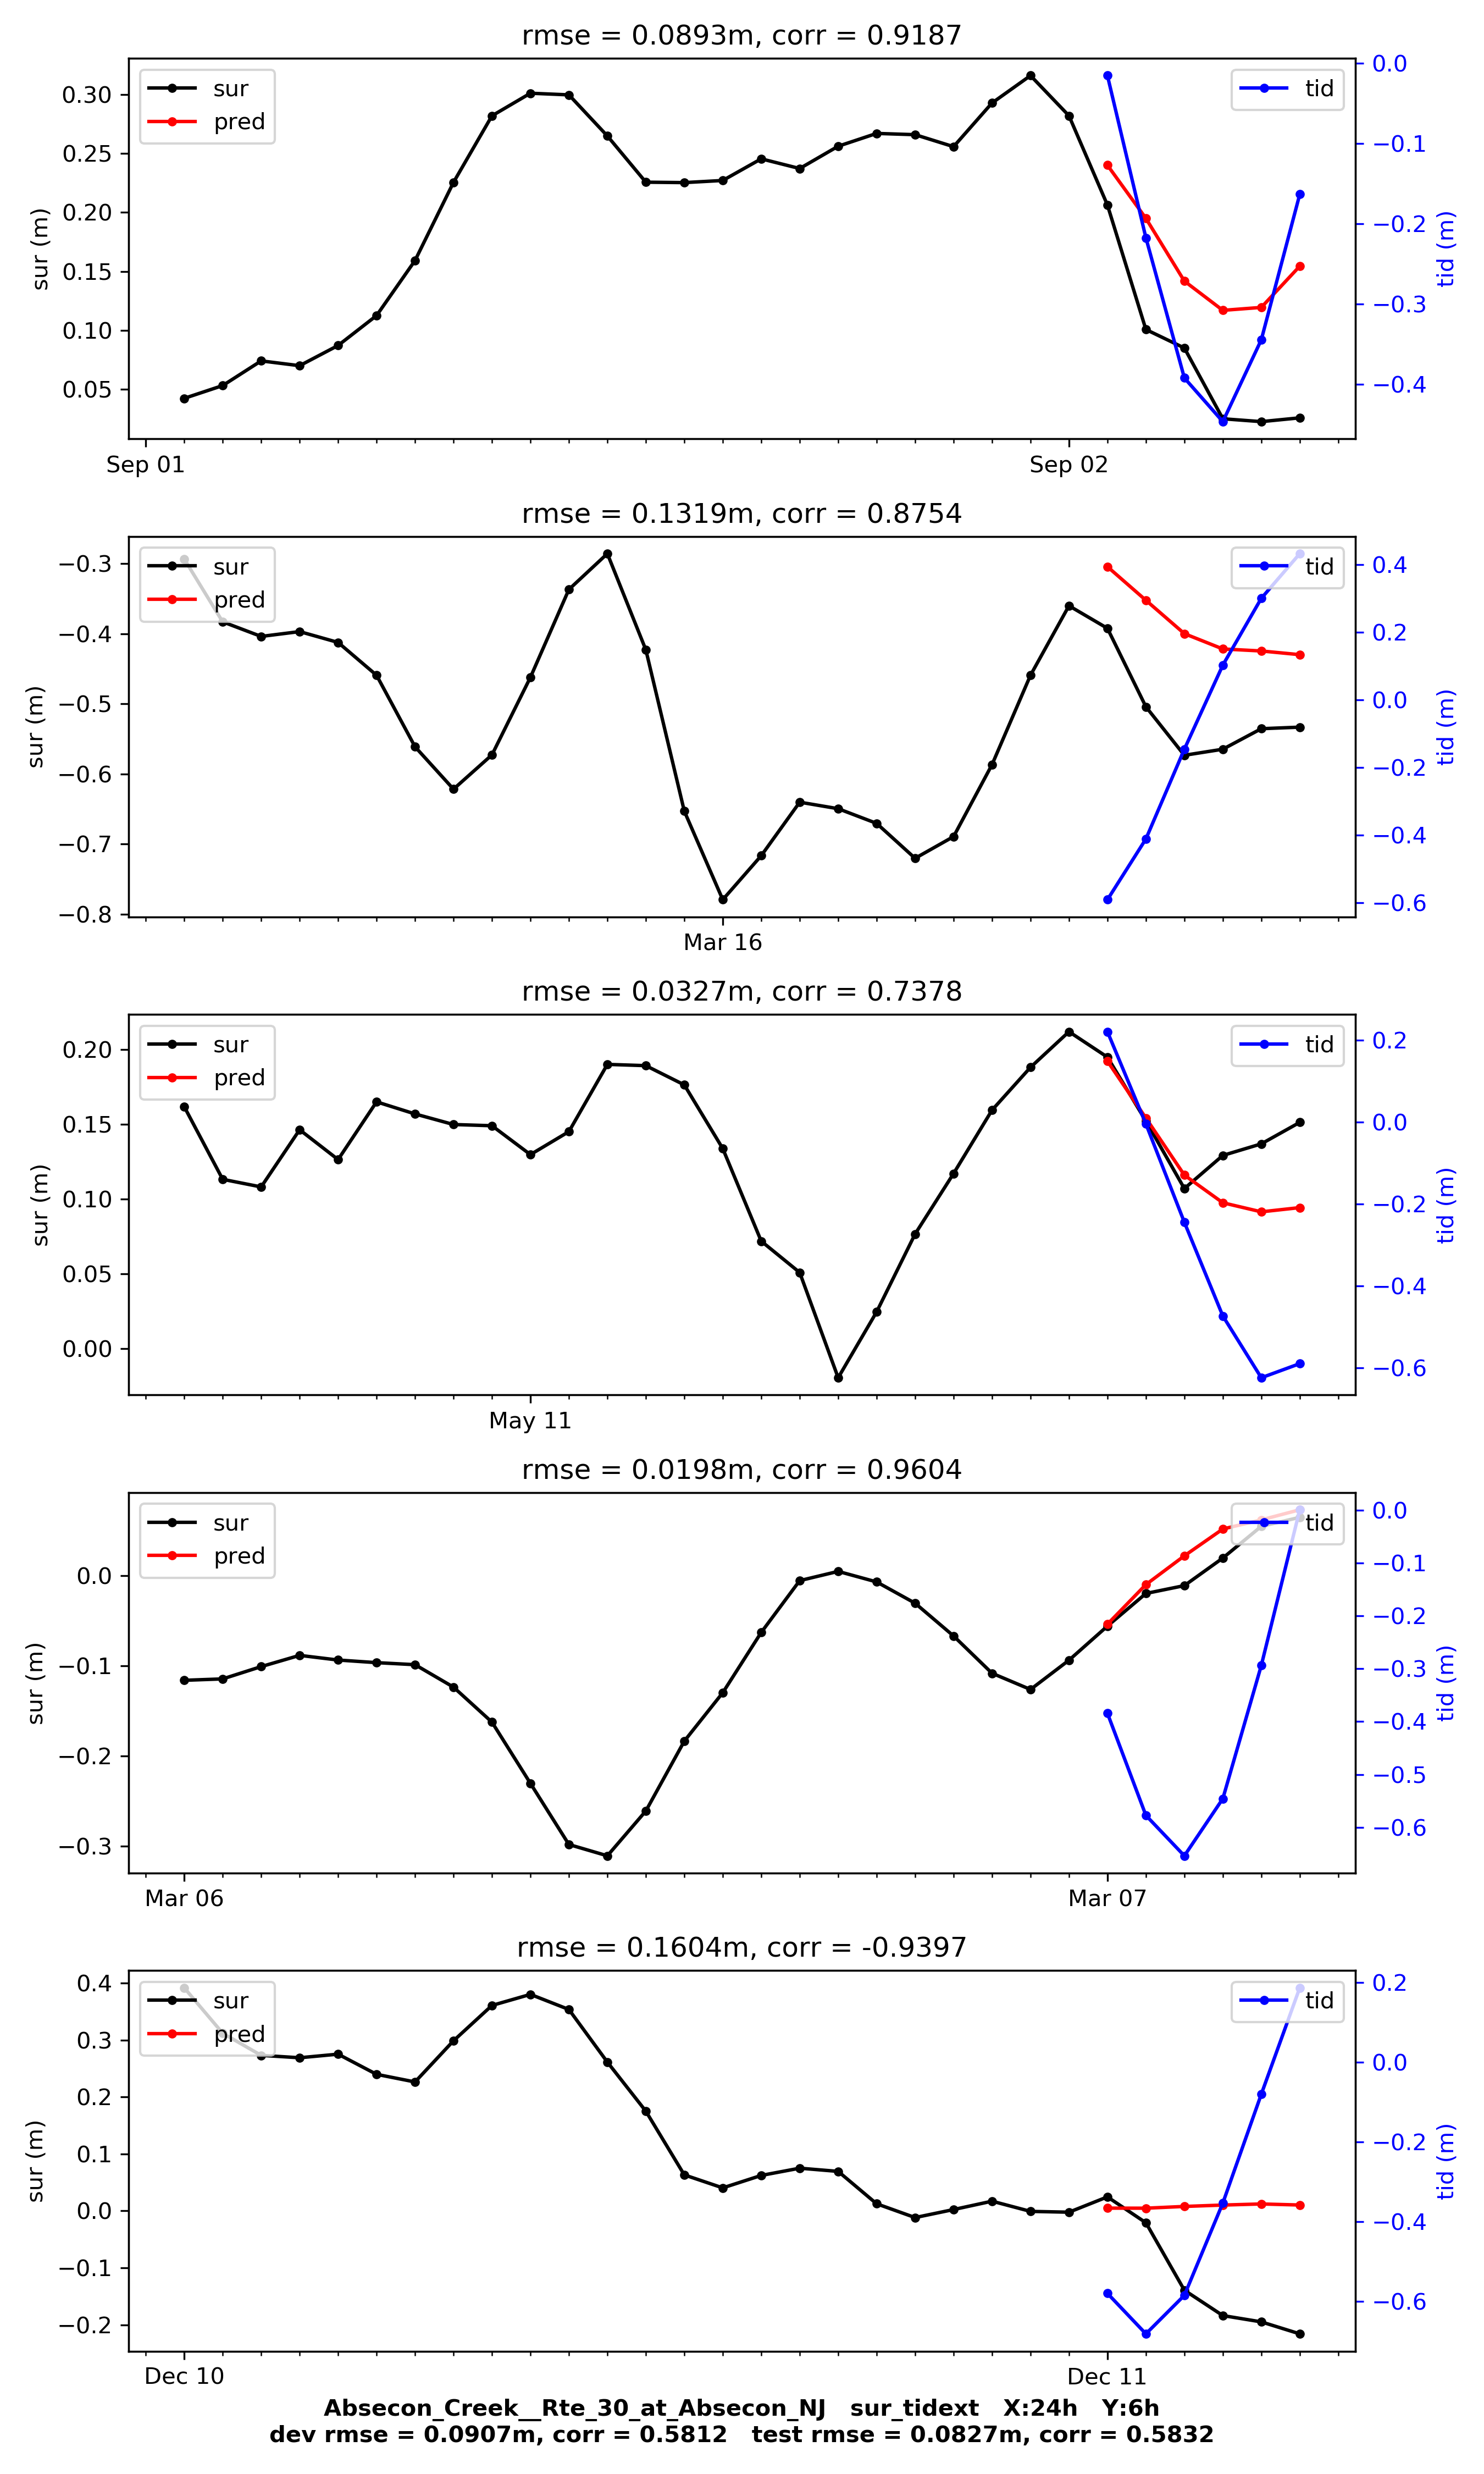 rmse = 0.0893m, corr = 0.9187
sur
pred
tid
0.30
0.25
0.20
0.15
0.10
0.05
sur (m)
0.0
−0.1
−0.2
−0.3
−0.4
tid (m)
Sep 01
Sep 02
rmse = 0.1319m, corr = 0.8754
sur
pred
tid
−0.3
−0.4
−0.5
−0.6
−0.7
−0.8
sur (m)
0.4
0.2
0.0
−0.2
−0.4
−0.6
tid (m)
Mar 16
rmse = 0.0327m, corr = 0.7378
sur
pred
tid
0.20
0.15
0.10
0.05
0.00
sur (m)
0.2
0.0
−0.2
−0.4
−0.6
tid (m)
May 11
rmse = 0.0198m, corr = 0.9604
sur
pred
tid
0.0
−0.1
−0.2
−0.3
sur (m)
0.0
−0.1
−0.2
−0.3
−0.4
−0.5
−0.6
tid (m)
Mar 06
Mar 07
rmse = 0.1604m, corr = -0.9397
sur
pred
tid
0.4
0.3
0.2
0.1
0.0
−0.1
−0.2
sur (m)
0.2
0.0
−0.2
−0.4
−0.6
tid (m)
Dec 10
Dec 11
Absecon_Creek__Rte_30_at_Absecon_NJ   sur_tidext   X:24h   Y:6h
dev rmse = 0.0907m, corr = 0.5812   test rmse = 0.0827m, corr = 0.5832